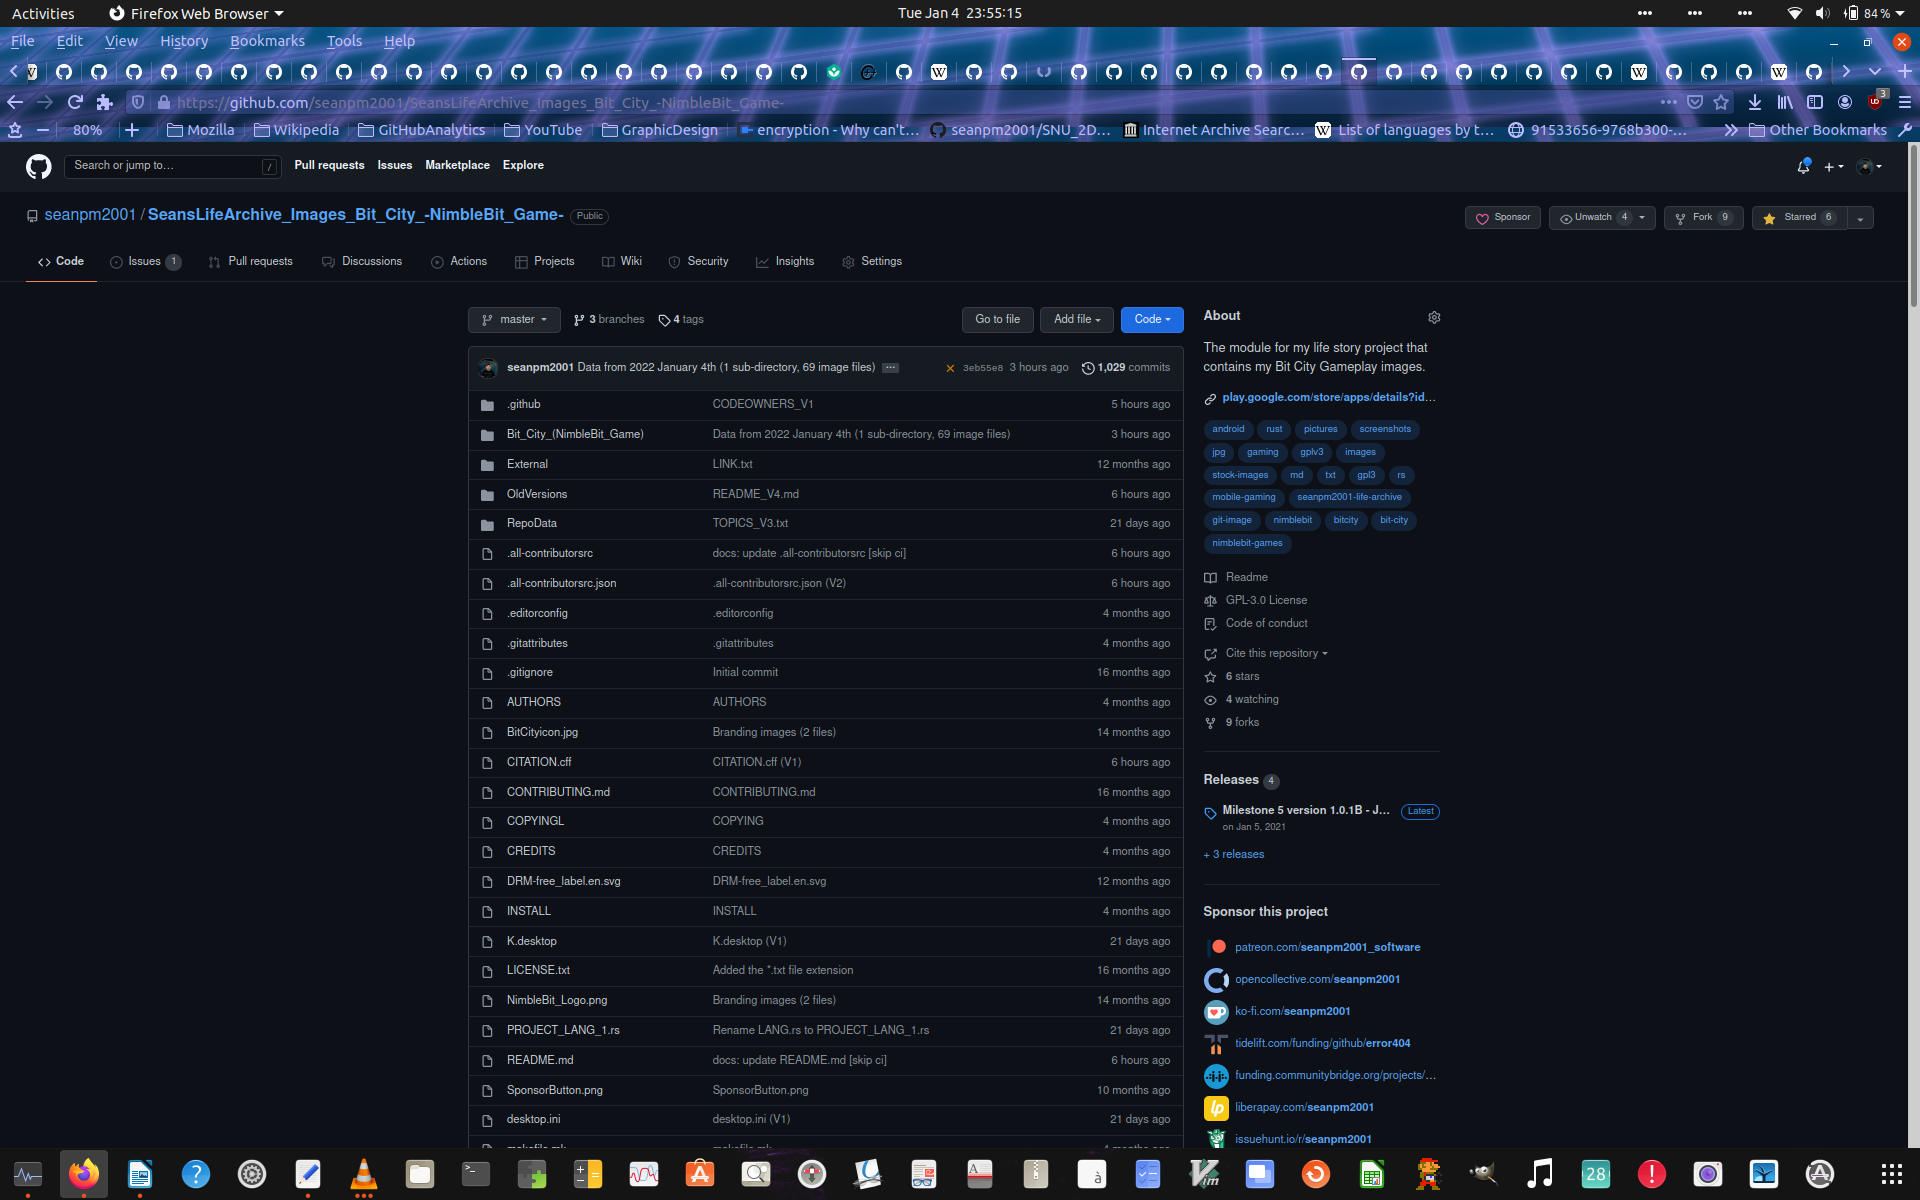 Activities
Firefox Web Browser
Tue Jan 4 23:55:15
84 %
File Edit View History Bookmarks Tools Help
https://github.com/seanpm2001/SeansLifeArchive_Images_Bit_City_-NimbleBit_Game-
3
80%
Mozilla
Wikipedia
GitHubAnalytics
YouTube
GraphicDesign
encryption - Why can't...
seanpm2001/SNU_2D...
Internet Archive Searc...
List of languages by t...
91533656-9768b300-...
Other Bookmarks
Search or jump to...
/
Pull requests Issues Marketplace Explore
seanpm2001 / SeansLifeArchive_Images_Bit_City_-NimbleBit_Game- Public
Sponsor
Unwatch 4
Fork 9
Starred 6
Code
Issues 1
Pull requests
Discussions
Actions
Projects
Wiki
Security
Insights
Settings
master
3 branches
4 tags
Go to file
Add file
Code
seanpm2001 Data from 2022 January 4th (1 sub-directory, 69 image files) ...
3eb55e8 3 hours ago
1,029 commits
.github CODEOWNERS_V1 5 hours ago
Bit_City_(NimbleBit_Game) Data from 2022 January 4th (1 sub-directory, 69 image files) 3 hours ago
External LINK.txt 12 months ago
OldVersions README_V4.md 6 hours ago
RepoData TOPICS_V3.txt 21 days ago
.all-contributorsrc docs: update .all-contributorsrc [skip ci] 6 hours ago
.all-contributorsrc.json .all-contributorsrc.json (V2) 6 hours ago
.editorconfig .editorconfig 4 months ago
.gitattributes .gitattributes 4 months ago
.gitignore Initial commit 16 months ago
AUTHORS AUTHORS 4 months ago
BitCityicon.jpg Branding images (2 files) 14 months ago
CITATION.cff CITATION.cff (V1) 6 hours ago
CONTRIBUTING.md CONTRIBUTING.md 16 months ago
COPYINGL COPYING 4 months ago
CREDITS CREDITS 4 months ago
DRM-free_label.en.svg DRM-free_label.en.svg 12 months ago
INSTALL INSTALL 4 months ago
K.desktop K.desktop (V1) 21 days ago
LICENSE.txt Added the *.txt file extension 16 months ago
NimbleBit_Logo.png Branding images (2 files) 14 months ago
PROJECT_LANG_1.rs Rename LANG.rs to PROJECT_LANG_1.rs 21 days ago
README.md docs: update README.md [skip ci] 6 hours ago
SponsorButton.png SponsorButton.png 10 months ago
desktop.ini desktop.ini (V1) 21 days ago
About
The module for my life story project that
contains my Bit City Gameplay images.
play.google.com/store/apps/details?id...
android rust pictures screenshots
jpg gaming gplv3 images
stock-images md txt gpl3 rs
mobile-gaming seanpm2001-life-archive
git-image nimblebit bitcity bit-city
nimblebit-games
Readme
GPL-3.0 License
Code of conduct
Cite this repository
6 stars
4 watching
9 forks
Releases 4
Milestone 5 version 1.0.1B - J... Latest
on Jan 5, 2021
+ 3 releases
Sponsor this project
patreon.com/seanpm2001_software
opencollective.com/seanpm2001
ko-fi.com/seanpm2001
tidelift.com/funding/github/error404
funding.communitybridge.org/projects/...
liberapay.com/seanpm2001
issuehunt.io/r/seanpm2001
28